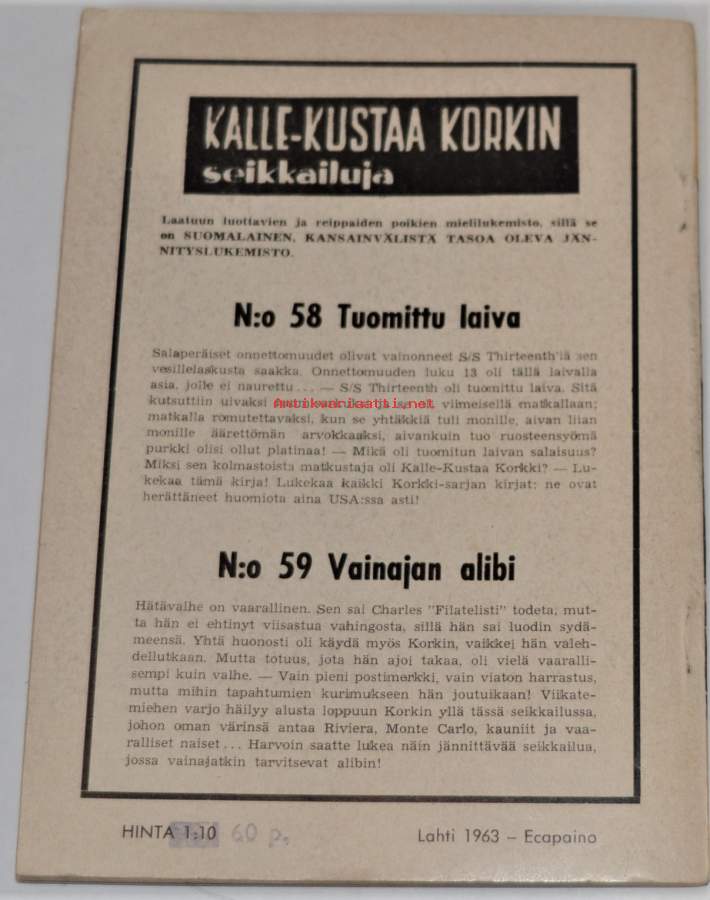 KALLE-KUSTAA KORKIN
seikkailuja
Laatuun luottavien ja reippaiden poikien mielilukemisto, sillä se
on SUOMALAINEN, KANSAINVÄLISTÄ TASOA OLEVA JÄN-
NITYSLUKEMISTO.
N:o 58 Tuomittu laiva
Salaperäiset onnettomuudet olivat vainonneet S/S Thirteenth'iä sen
vesillelaskusta saakka. Onnettomuuden luku 13 oli tällä laivalla
asia, jolle ei naurettu... — S/S Thirteenth oli tuomittu laiva. Sitä
kutsuttiin uivaksi viimeisellä matkallaan;
Antikvariaatti.net
matkalla romutettavaksi, kun se yhtäkkiä tuli monille, aivan liian
monille äärettömän arvokkaaksi, aivankuin tuo ruosteensyömä
purkki olisi ollut platinaa! — Mikä oli tuomitun laivan salaisuus?
Miksi sen kolmastoista matkustaja oli Kalle-Kustaa Korkki? — Lu-
kekaa tämä kirja! Lukekaa kaikki Korkki-sarjan kirjat; ne ovat
herättäneet huomiota aina USA:ssa asti!
N:o 59 Vainajan alibi
Hätävalhe on vaarallinen. Sen sai Charles "Filatelisti" todeta, mut-
ta hän ei ehtinyt viisastua vahingosta, sillä hän sai luodin sydä-
meensä. Yhtä huonosti oli käydä myös Korkin, vaikkei hän valeh-
dellutkaan. Mutta totuus, jota hän ajoi takaa, oli vielä vaaralli-
sempi kuin valhe. — Vain pieni postimerkki, vain viaton harrastus,
mutta mihin tapahtumien kurimukseen hän joutuikaan! Viikate-
miehen varjo häilyy alusta loppuun Korkin yllä tässä seikkailussa,
johon oman värinsä antaa Riviera, Monte Carlo, kauniit ja vaa-
ralliset naiset... Harvoin saatte lukea näin jännittävää seikkailua,
jossa vainajatkin tarvitsevat alibin!
HINTA 1:10 60 p.
Lahti 1963 – Ecapaino